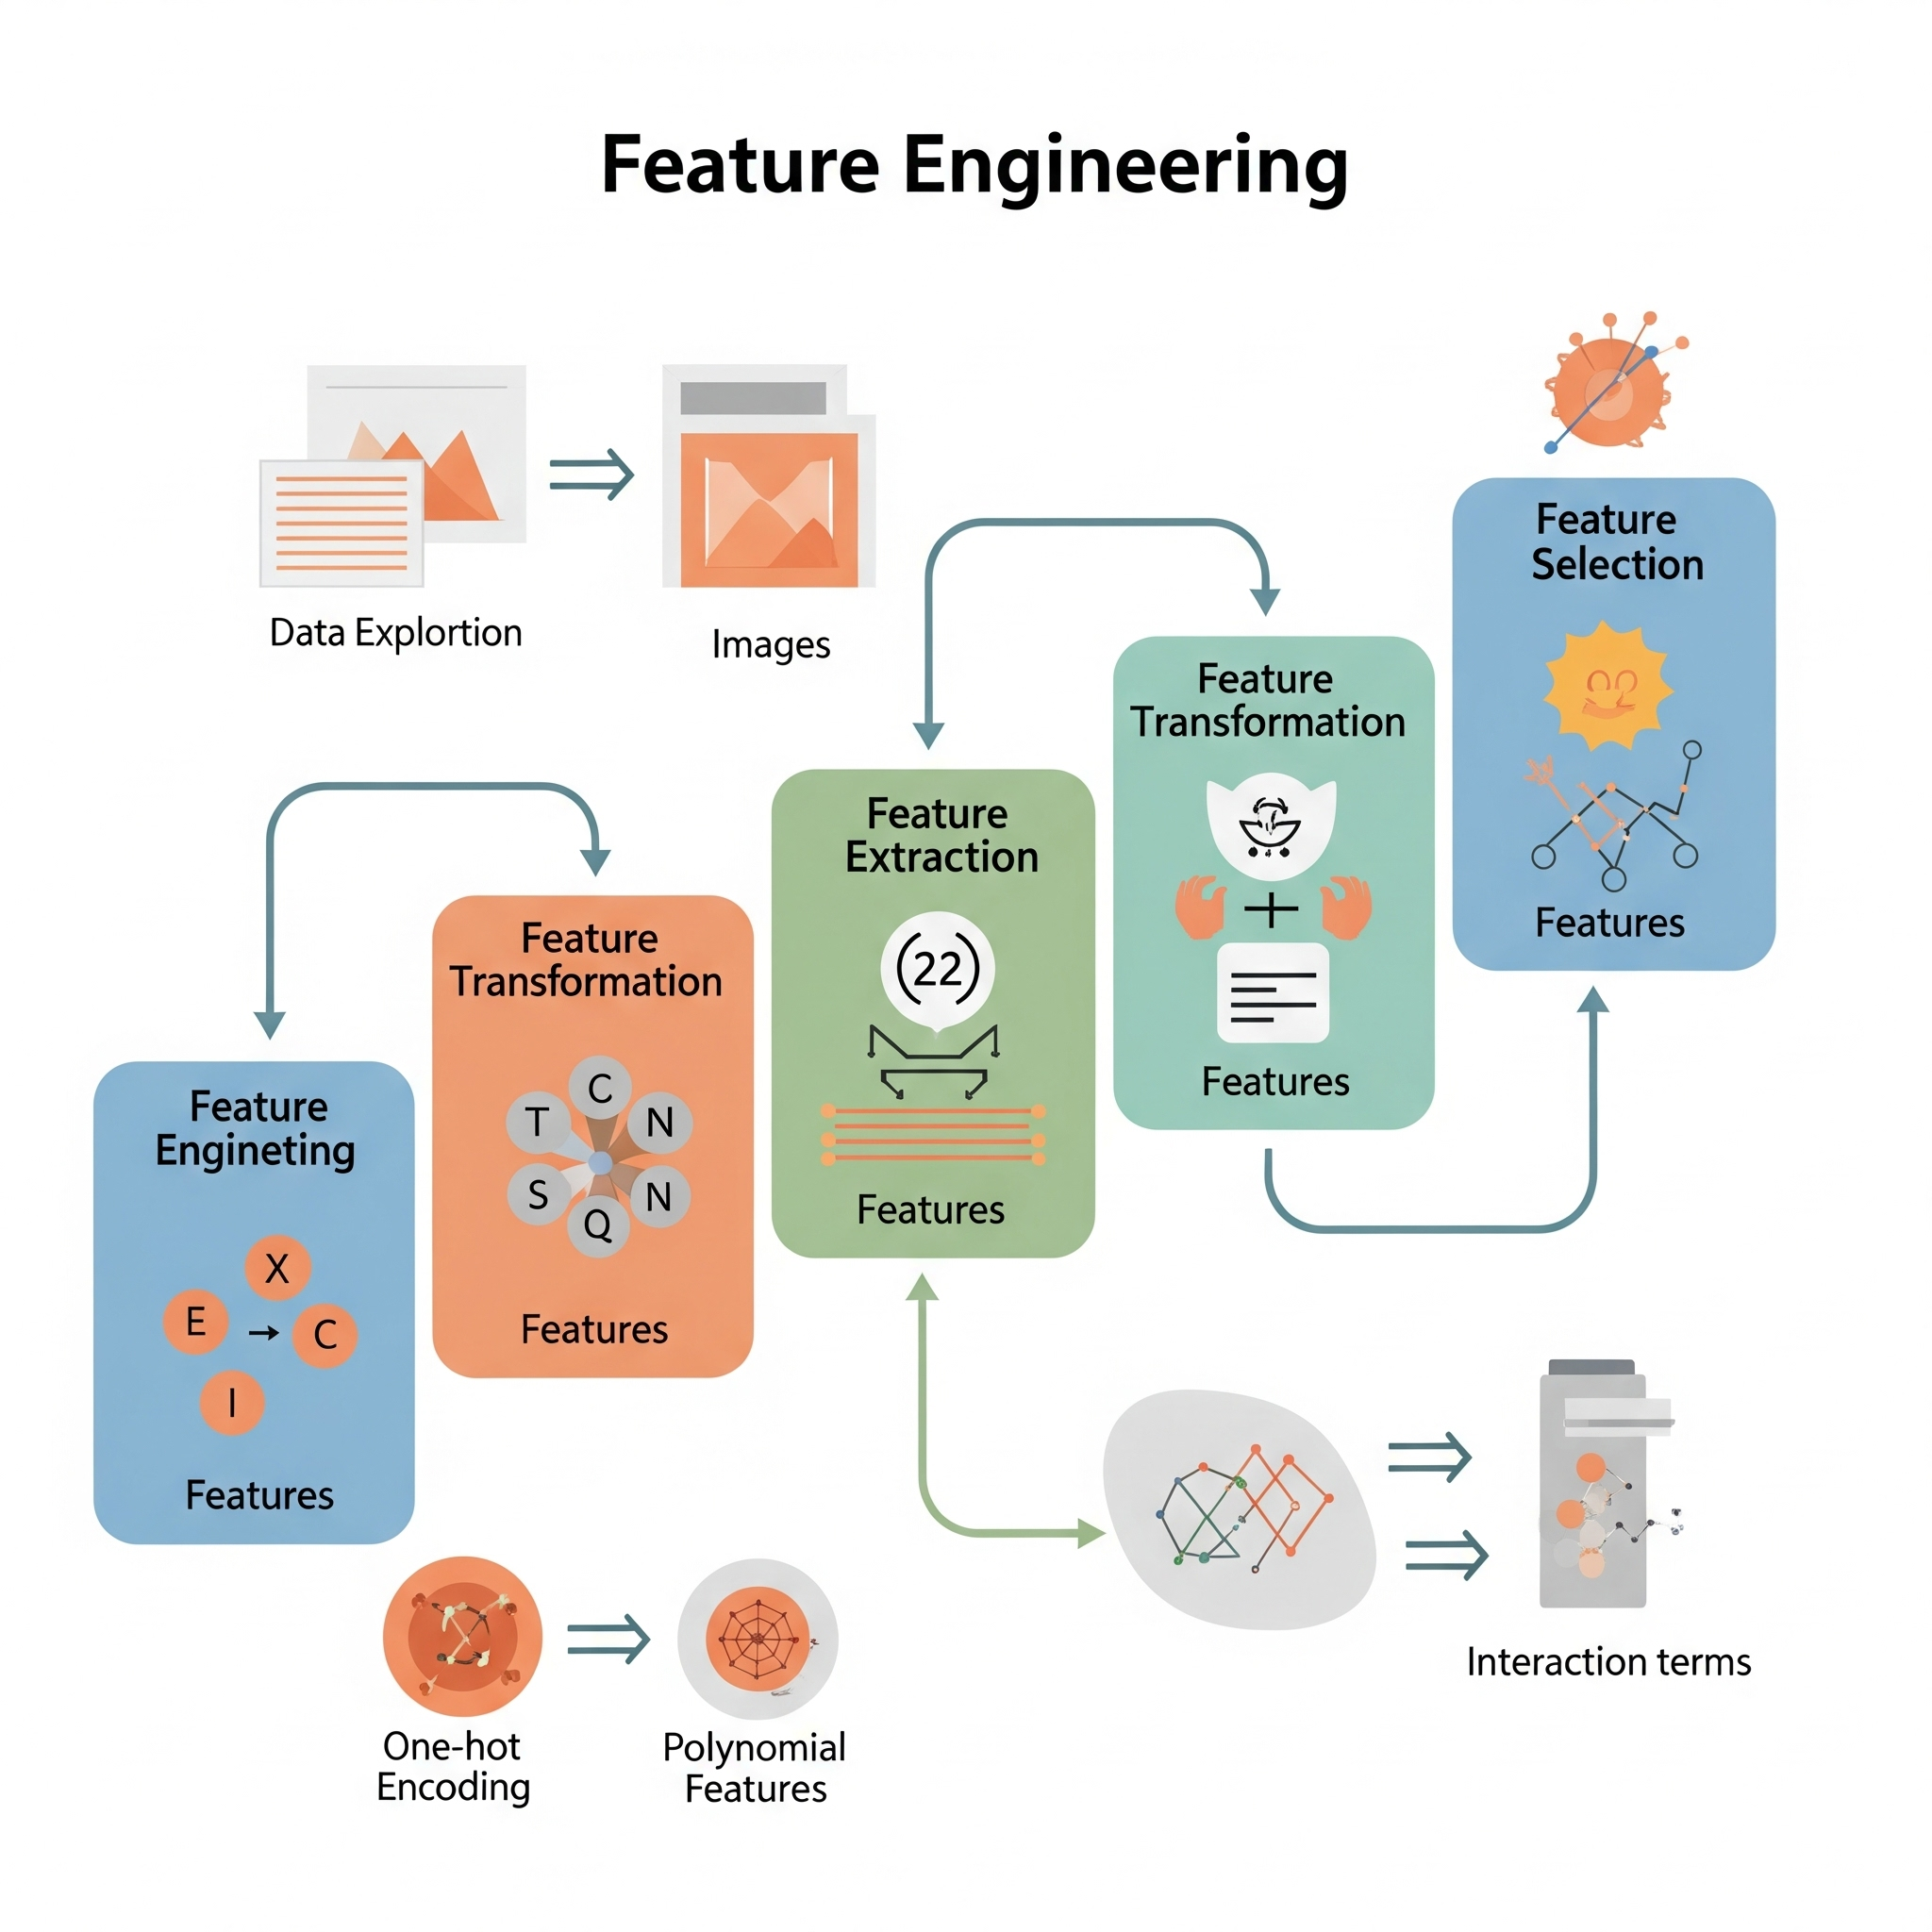 Feature Engineering
Data Explortion
Images
Feature
Selection
Features
Feature
Transformation
Features
Feature
Extraction
(22)
Features
Feature
Transformation
C
T
N
S
N
Q
Features
Feature
Engineting
X
E
C
I
Features
One-hot
Encoding
Polynomial
Features
Interaction terms